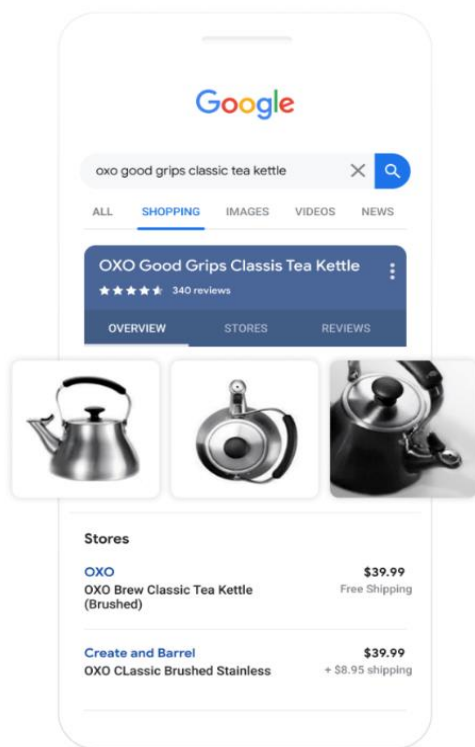 Google
oxo good grips classic tea kettle
ALL SHOPPING IMAGES VIDEOS NEWS
OXO Good Grips Classis Tea Kettle
340 reviews
OVERVIEW STORES REVIEWS
Stores
OXO $39.99
OXO Brew Classic Tea Kettle Free Shipping
(Brushed)
Create and Barrel $39.99
OXO CLassic Brushed Stainless + $8.95 shipping